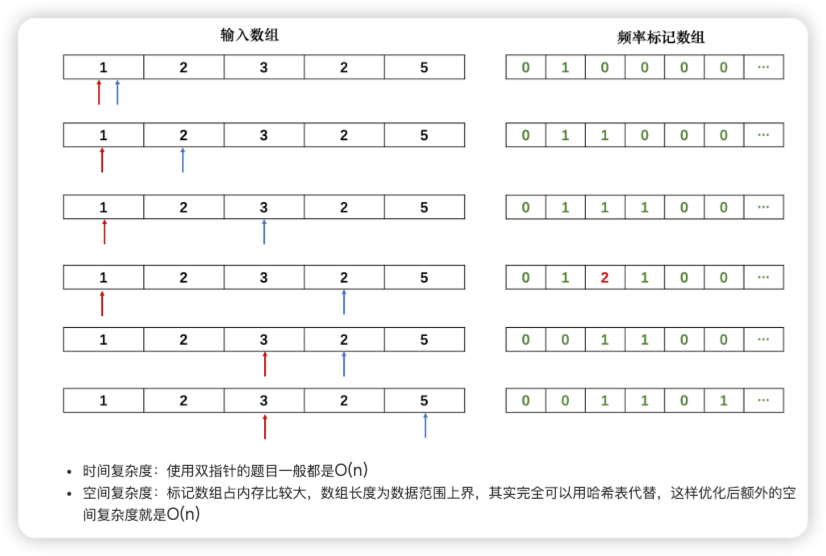 输入数组 频率标记数组
1 2 3 2 5 0 1 0 0 0 0 ···
1 2 3 2 5 0 1 1 0 0 0 ···
1 2 3 2 5 0 1 1 1 0 0 ···
1 2 3 2 5 0 1 2 1 0 0 ···
1 2 3 2 5 0 0 1 1 0 0 ···
1 2 3 2 5 0 0 1 1 0 1 ···
• 时间复杂度：使用双指针的题目一般都是O(n)
• 空间复杂度：标记数组占内存比较大，数组长度为数据范围上界，其实完全可以用哈希表代替，这样优化后额外的空
间复杂度就是O(n)